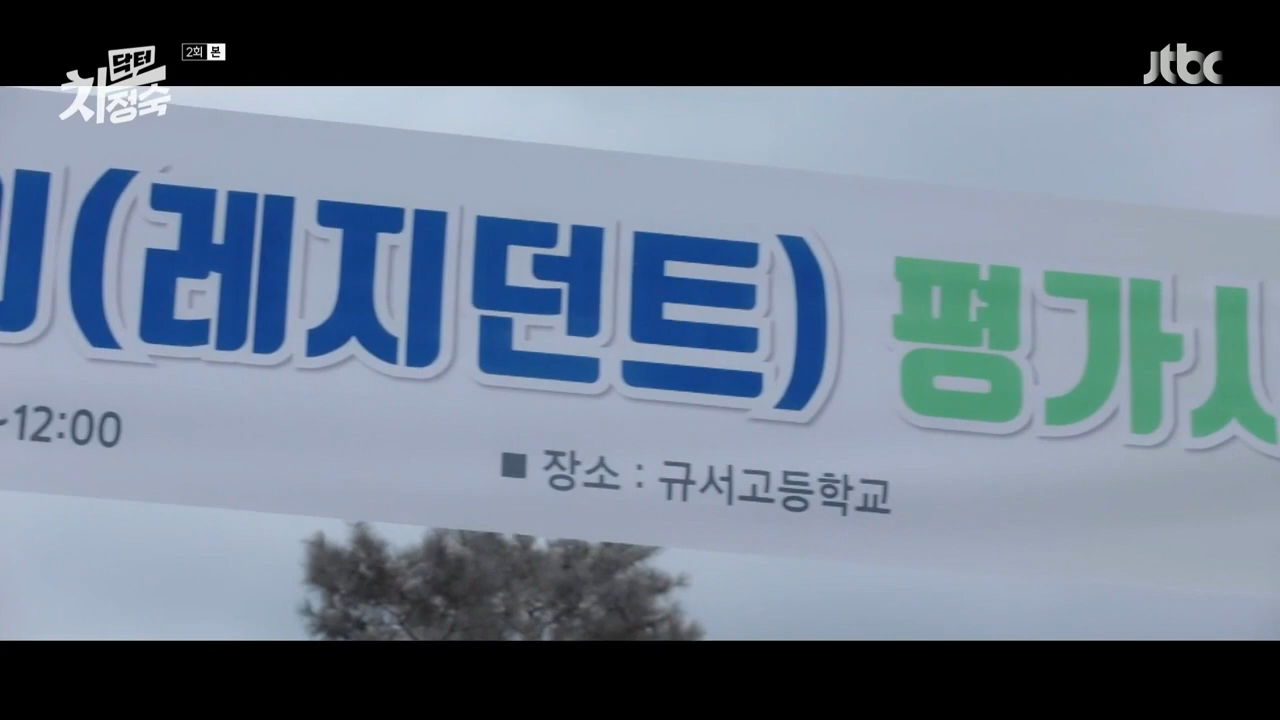 닥터
차정숙
2회 본
jtbc
(레지던트) 평가
~12:00
■ 장소 : 규서고등학교